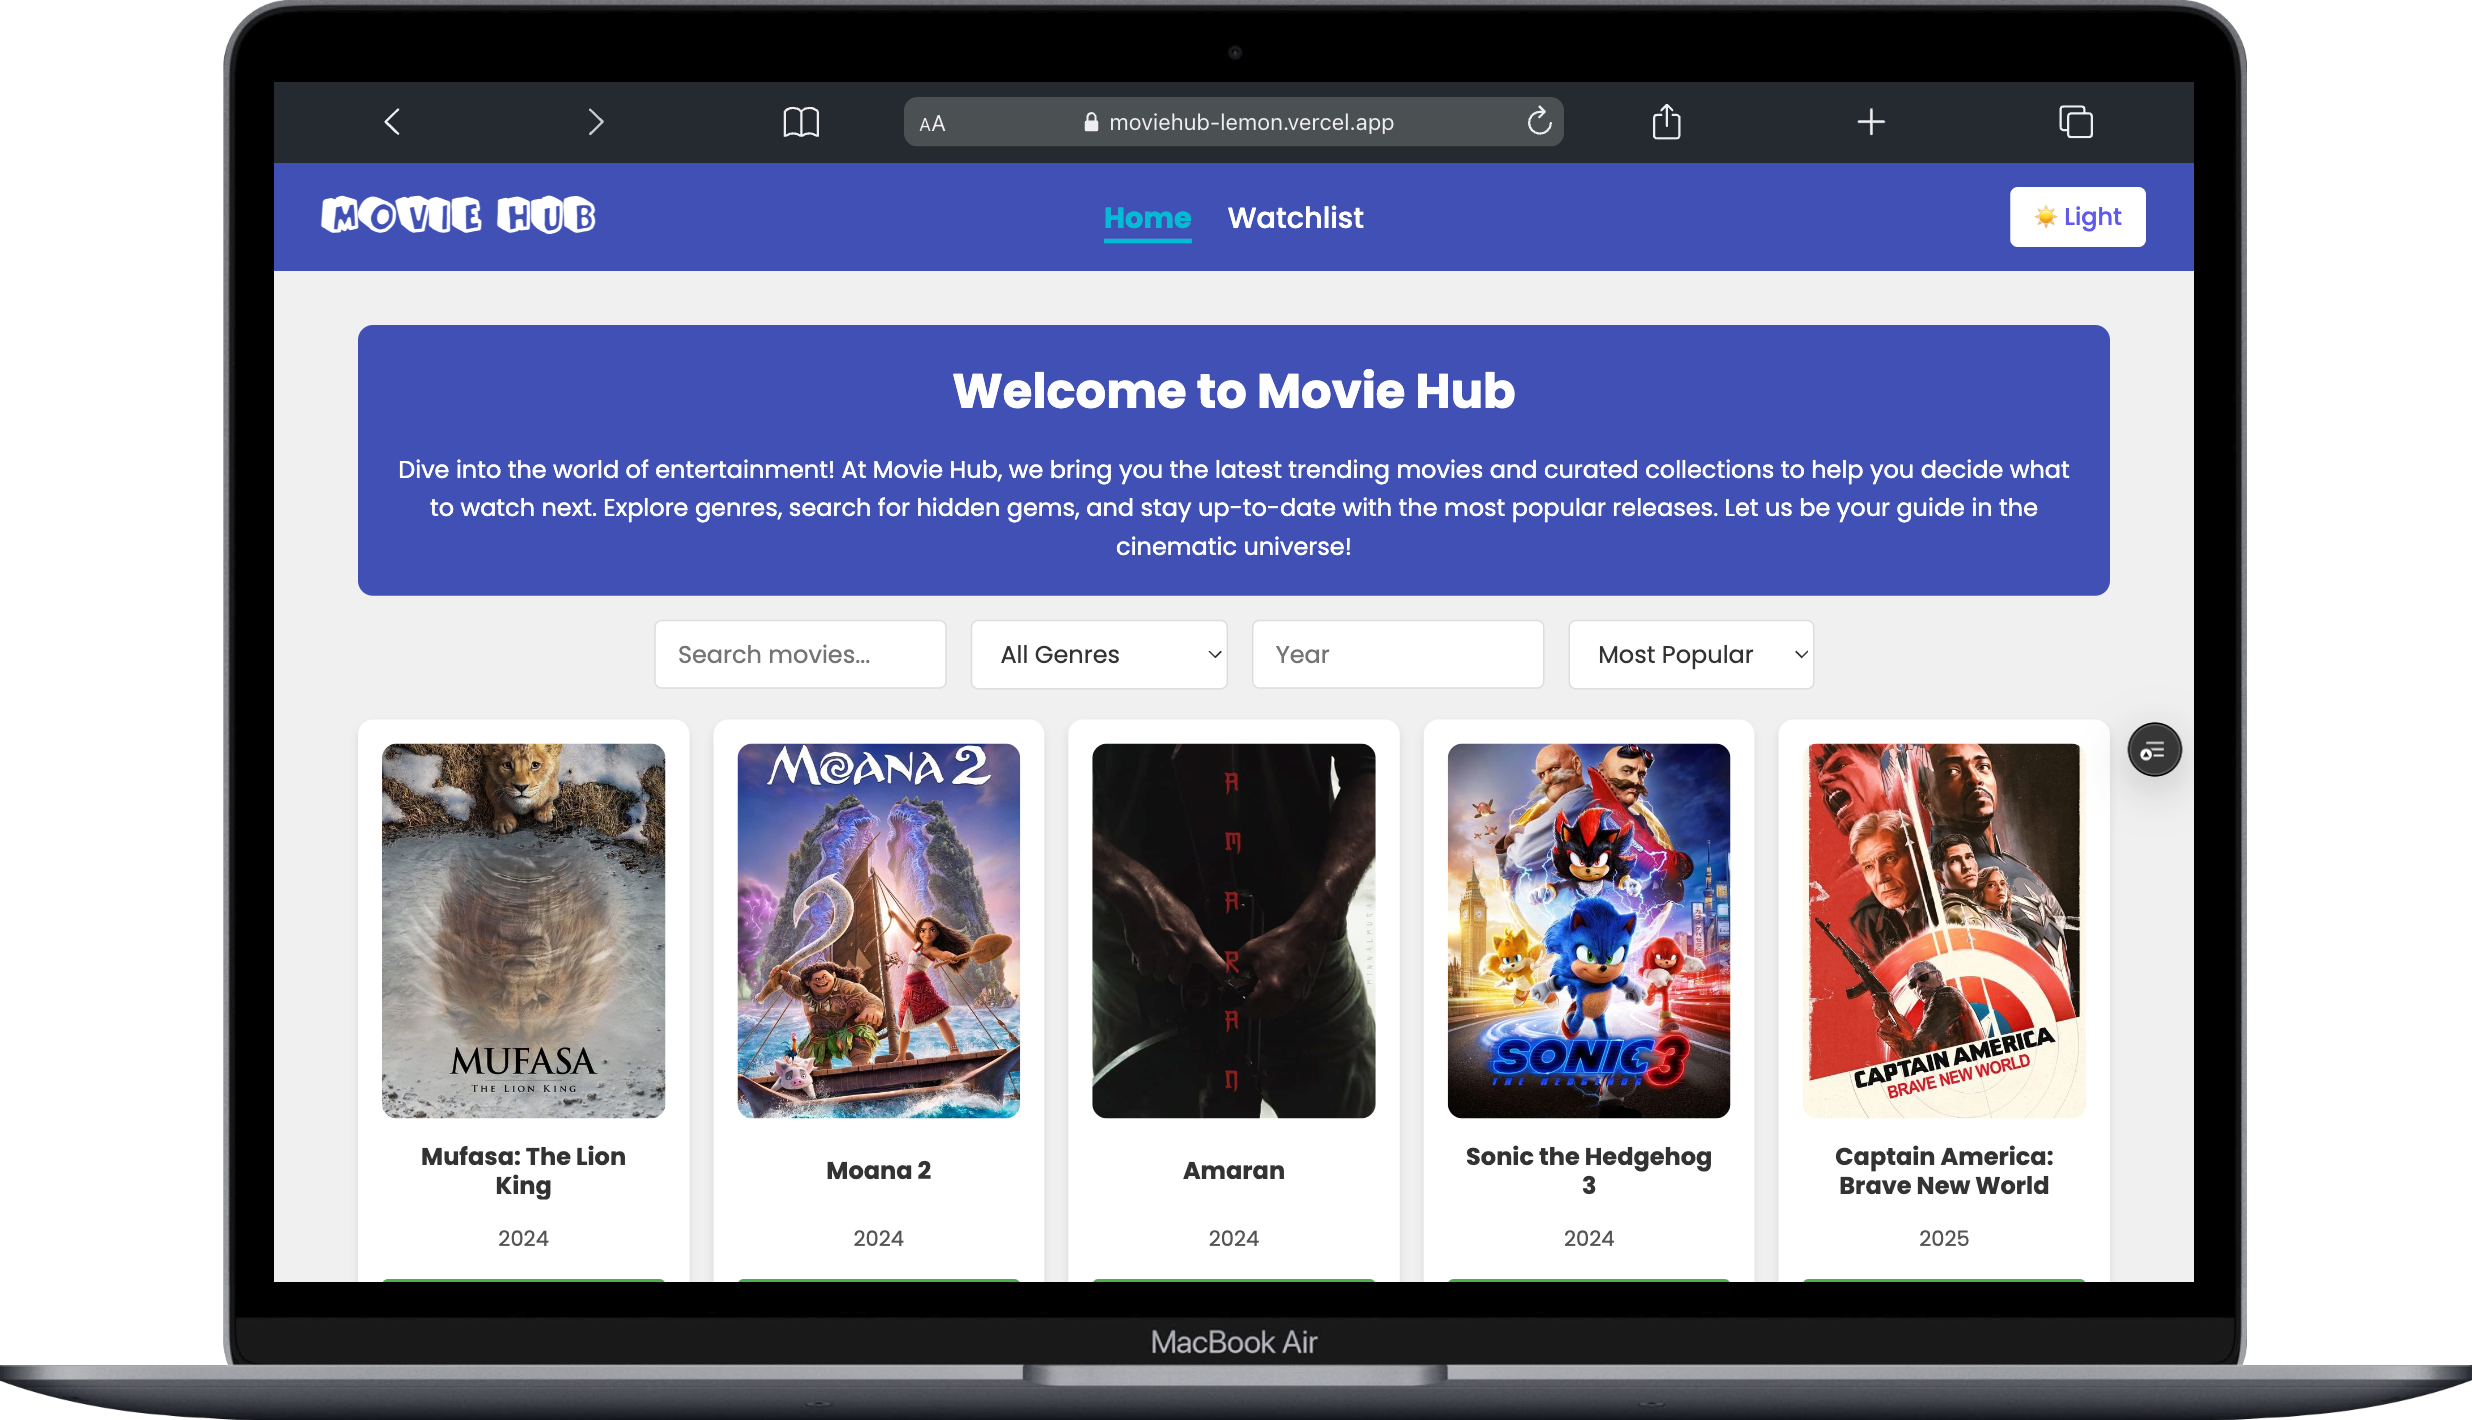 AA moviehub-lemon.vercel.app
MOVIE HUB
Home Watchlist
☀️ Light
Welcome to Movie Hub
Dive into the world of entertainment! At Movie Hub, we bring you the latest trending movies and curated collections to help you decide what
to watch next. Explore genres, search for hidden gems, and stay up-to-date with the most popular releases. Let us be your guide in the
cinematic universe!
Search movies...
All Genres
Year
Most Popular
MUFASA
THE LION KING
MOANA 2
AMARAN
SONIC 3
THE HEDGEHOG
CAPTAIN AMERICA
BRAVE NEW WORLD
Mufasa: The Lion
King
2024
Moana 2
2024
Amaran
2024
Sonic the Hedgehog
3
2024
Captain America:
Brave New World
2025
MacBook Air